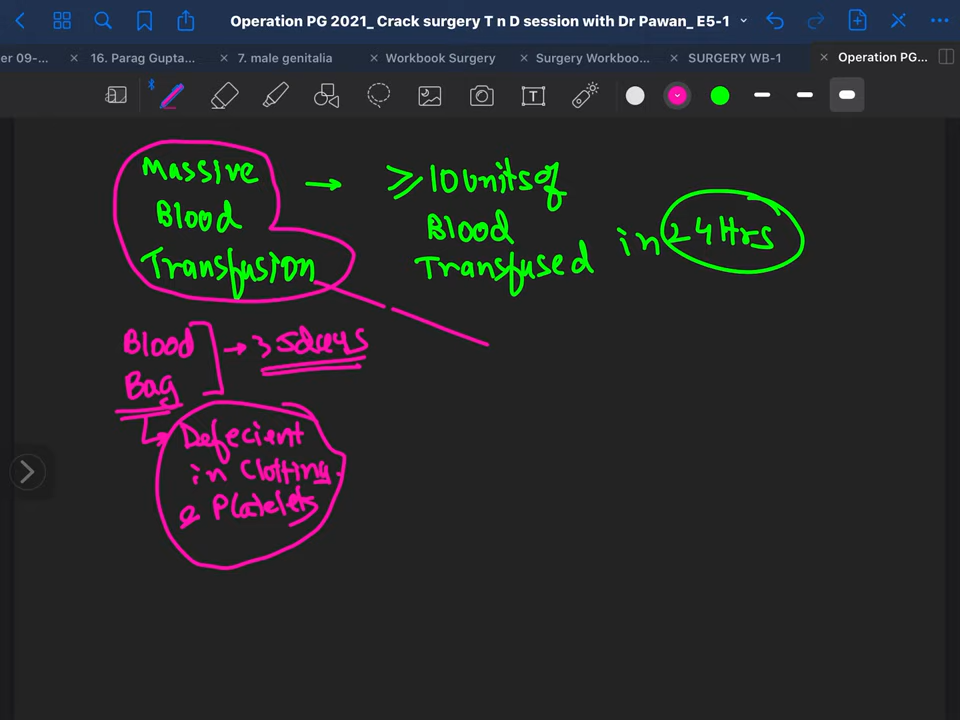 Operation PG 2021_ Crack surgery T n D session with Dr Pawan_ E5-1
er 09-...
16. Parag Gupta...
7. male genitalia
Workbook Surgery
Surgery Workboo...
SURGERY WB-1
Operation PG...
Massive → ≥ 10 Units of
Blood Blood
Transfusion Transfused in 24 Hrs
Blood → 35days
Bag
Defecient
in Clotting
& Platelets